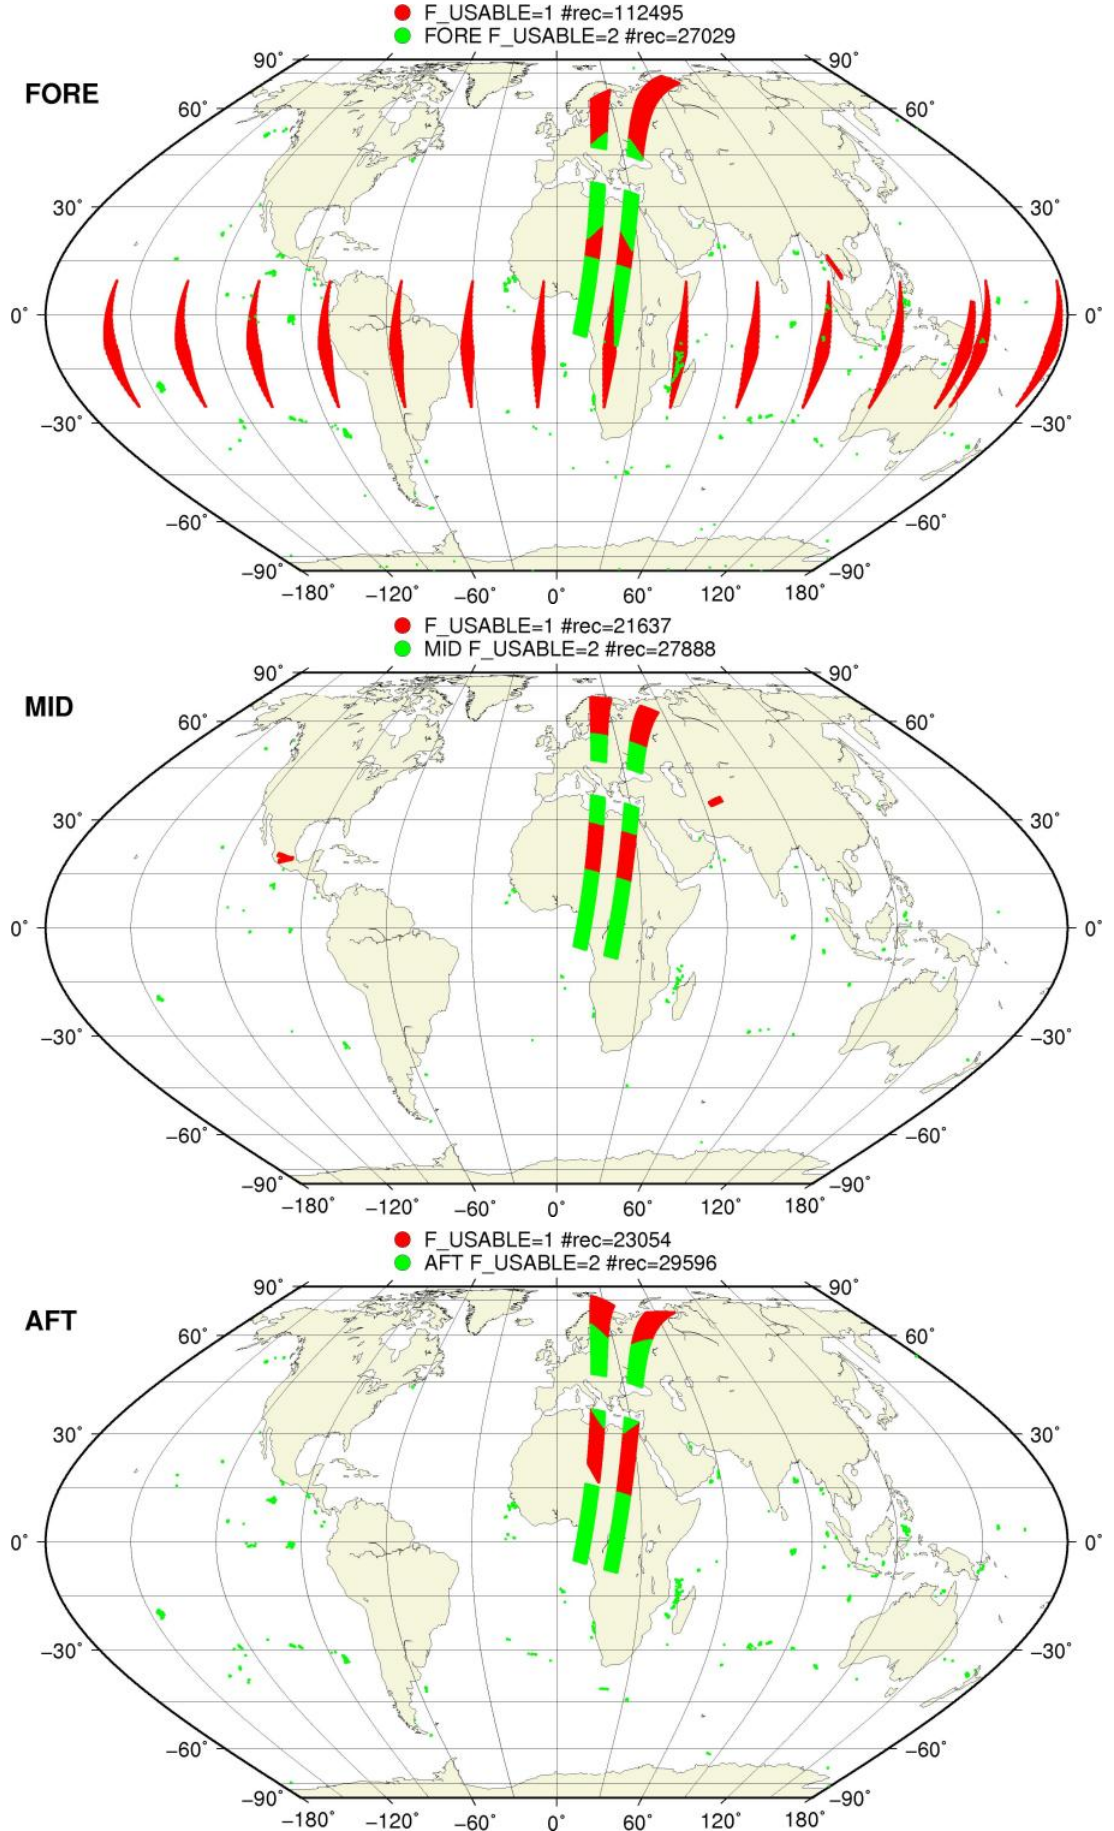 F_USABLE=1 #rec=112495
FORE F_USABLE=2 #rec=27029
90° 90°
FORE
60° 60°
30° 30°
0° 0°
−30° −30°
−60° −60°
−90° −90°
−180° −120° −60° 0° 60° 120° 180°
F_USABLE=1 #rec=21637
MID F_USABLE=2 #rec=27888
90° 90°
MID
60° 60°
30° 30°
0° 0°
−30° −30°
−60° −60°
−90° −90°
−180° −120° −60° 0° 60° 120° 180°
F_USABLE=1 #rec=23054
AFT F_USABLE=2 #rec=29596
90° 90°
AFT
60° 60°
30° 30°
0° 0°
−30° −30°
−60° −60°
−90° −90°
−180° −120° −60° 0° 60° 120° 180°